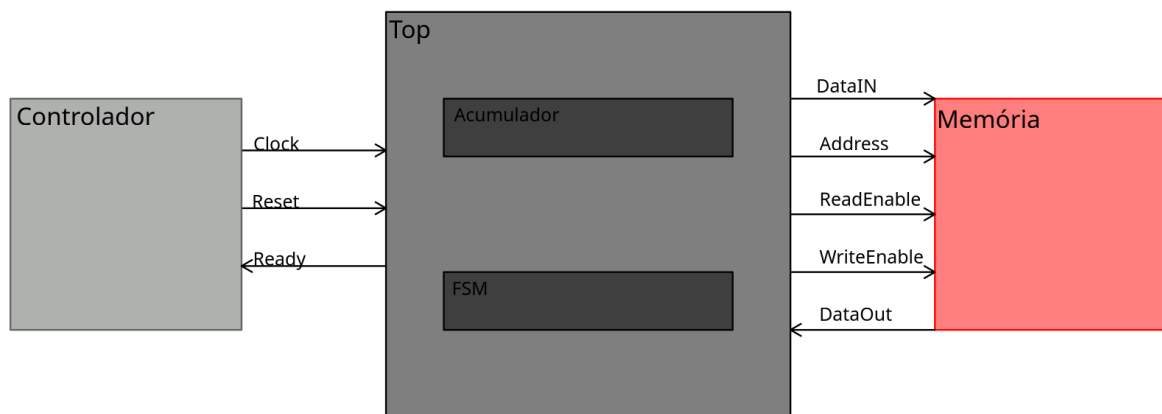 Top
Controlador
Acumulador
FSM
Clock
Reset
Ready
DataIN
Address
ReadEnable
WriteEnable
DataOut
Memória